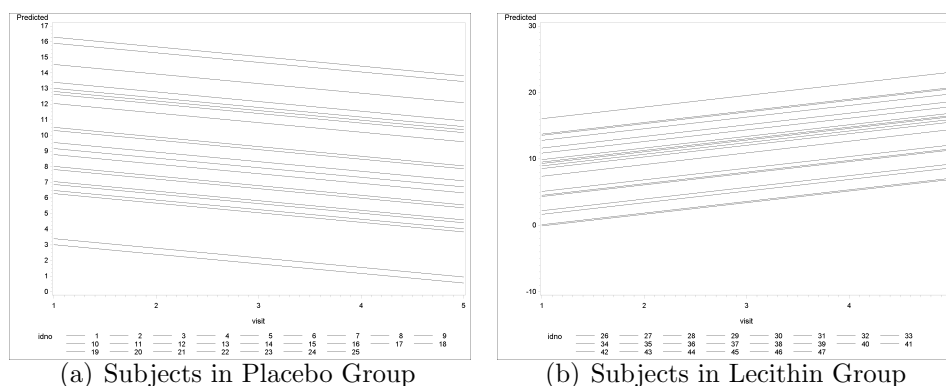 Predicted
17
16
15
14
13
12
11
10
9
8
7
6
5
4
3
2
1
0
1 2 3 4 5
visit
idno 1 2 3 4 5 6 7 8 9
10 11 12 13 14 15 16 17 18
19 20 21 22 23 24 25
(a) Subjects in Placebo Group
Predicted
30
20
10
0
-10
1 2 3 4
visit
idno 26 27 28 29 30 31 32 33
34 35 36 37 38 39 40 41
42 43 44 45 46 47
(b) Subjects in Lecithin Group